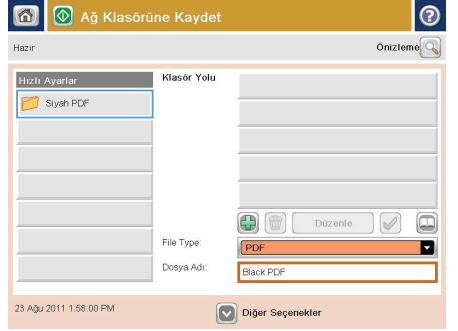 Ağ Klasörüne Kaydet
Hazır
Önizleme
Hızlı Ayarlar
Klasör Yolu
Siyah PDF
Düzenle
File Type:
PDF
Dosya Adı:
Black PDF
23 Ağu 2011 1:58:00 PM
Diğer Seçenekler